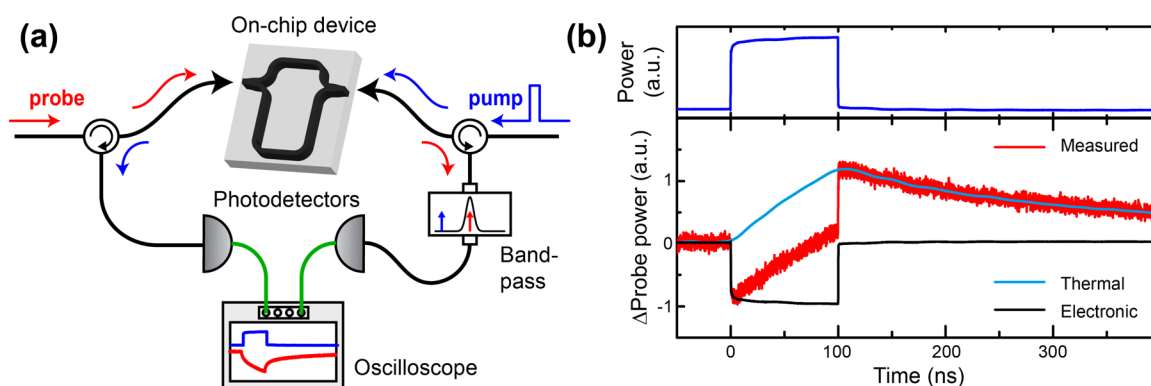 (a)
On-chip device
probe
pump
Photodetectors
Band-
pass
Oscilloscope
(b)
Power
(a.u.)
ΔProbe power (a.u.)
1
0
-1
Measured
Thermal
Electronic
0
100
200
300
Time (ns)